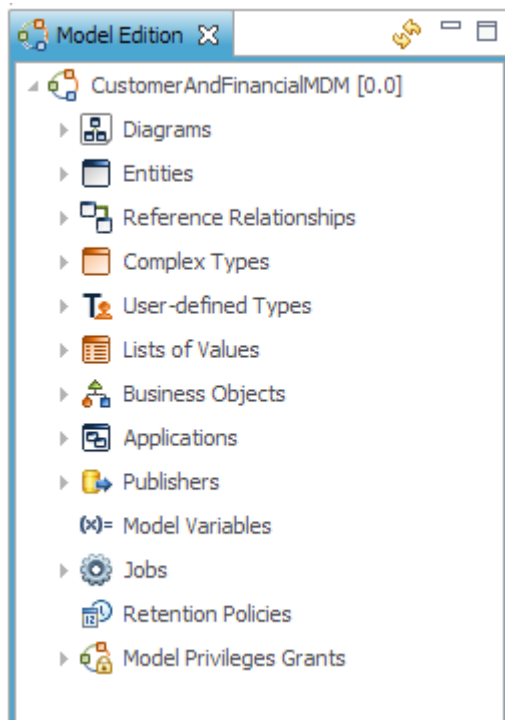 Model Edition
CustomerAndFinancialMDM [0.0]
Diagrams
Entities
Reference Relationships
Complex Types
User-defined Types
Lists of Values
Business Objects
Applications
Publishers
(x)= Model Variables
Jobs
Retention Policies
Model Privileges Grants